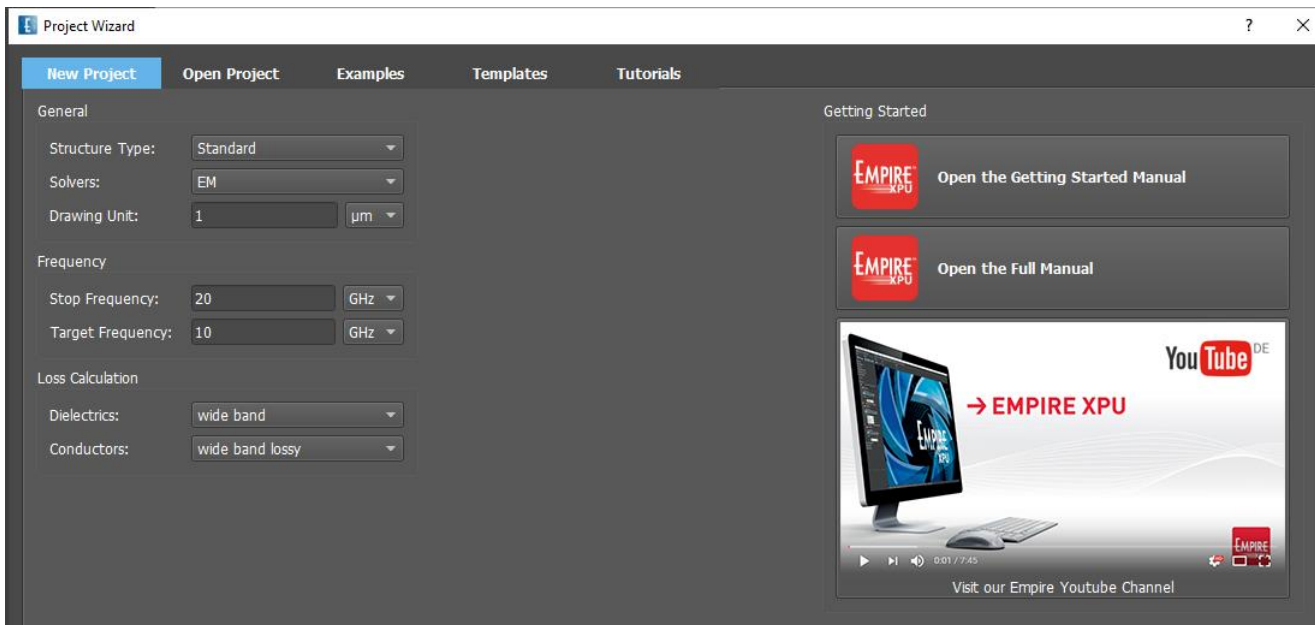 Project Wizard
?
New Project Open Project Examples Templates Tutorials
General
Structure Type: Standard
Solvers: EM
Drawing Unit: 1 µm
Frequency
Stop Frequency: 20 GHz
Target Frequency: 10 GHz
Loss Calculation
Dielectrics: wide band
Conductors: wide band lossy
Getting Started
EMPIRE XPU
Open the Getting Started Manual
EMPIRE XPU
Open the Full Manual
YouTube DE
→ EMPIRE XPU
EMPIRE
XPU
EMPIRE
0:01 / 7:45
Visit our Empire Youtube Channel